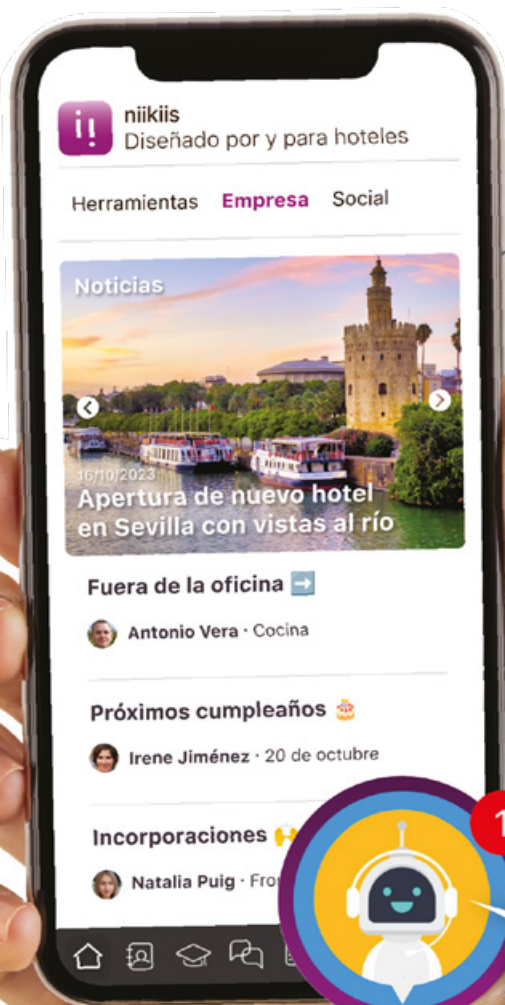 niikiis
Diseñado por y para hoteles
Herramientas Empresa Social
Noticias
16/10/2023
Apertura de nuevo hotel
en Sevilla con vistas al río
Fuera de la oficina
Antonio Vera · Cocina
Próximos cumpleaños
Irene Jiménez · 20 de octubre
Incorporaciones
1
Natalia Puig ·